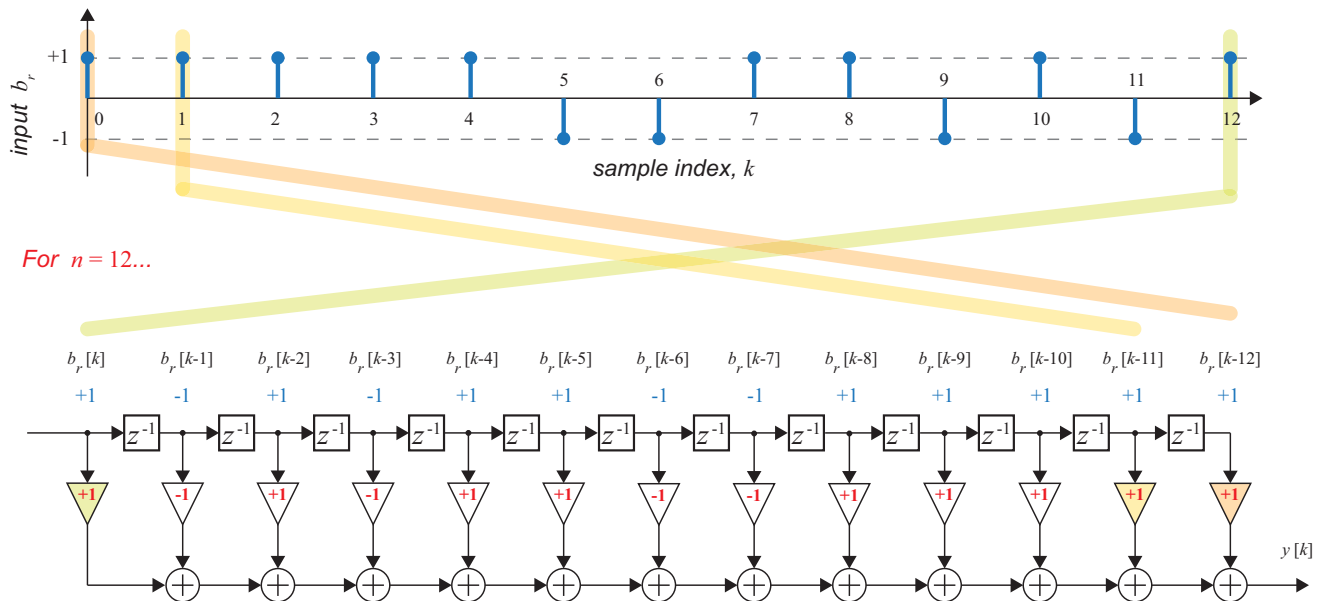 +1
input b_r
-1
5 6 9 11
0 1 2 3 4 7 8 10 12
sample index, k
For n = 12...
b_r[k] b_r[k-1] b_r[k-2] b_r[k-3] b_r[k-4] b_r[k-5] b_r[k-6] b_r[k-7] b_r[k-8] b_r[k-9] b_r[k-10] b_r[k-11] b_r[k-12]
+1 -1 +1 -1 +1 +1 -1 -1 +1 +1 +1 +1 +1
z⁻¹ z⁻¹ z⁻¹ z⁻¹ z⁻¹ z⁻¹ z⁻¹ z⁻¹ z⁻¹ z⁻¹ z⁻¹ z⁻¹
+1 -1 +1 -1 +1 +1 -1 -1 +1 +1 +1 +1 +1
y[k]